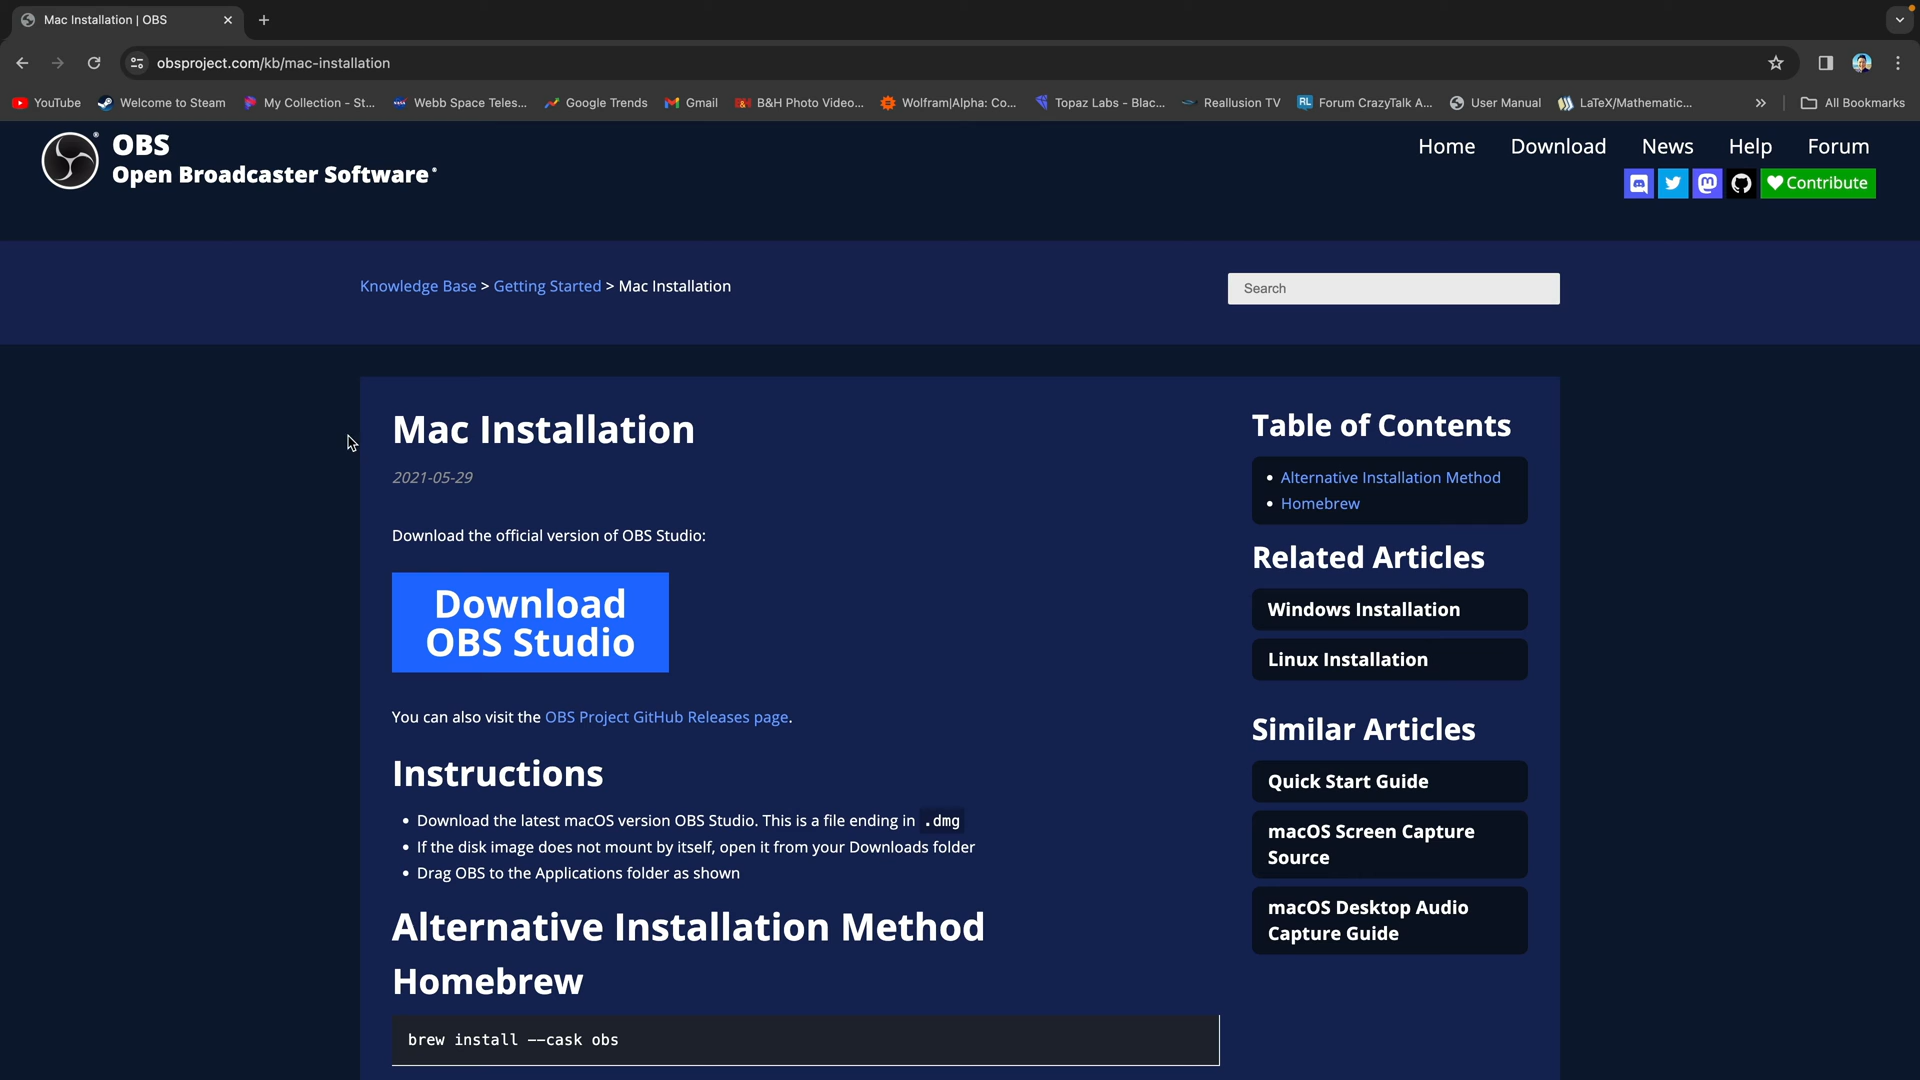 Mac Installation | OBS
obsproject.com/kb/mac-installation
YouTube Welcome to Steam My Collection - St... Webb Space Teles... Google Trends Gmail B&H Photo Video... Wolfram|Alpha: Co... Topaz Labs - Blac... Reallusion TV Forum CrazyTalk A... User Manual LaTeX/Mathematic... » All Bookmarks
OBS
Open Broadcaster Software®
Home Download News Help Forum
Contribute
Knowledge Base > Getting Started > Mac Installation
Search
Mac Installation
2021-05-29
Download the official version of OBS Studio:
Download
OBS Studio
You can also visit the OBS Project GitHub Releases page.
Instructions
• Download the latest macOS version OBS Studio. This is a file ending in .dmg
• If the disk image does not mount by itself, open it from your Downloads folder
• Drag OBS to the Applications folder as shown
Alternative Installation Method
Homebrew
brew install --cask obs
Table of Contents
• Alternative Installation Method
• Homebrew
Related Articles
Windows Installation
Linux Installation
Similar Articles
Quick Start Guide
macOS Screen Capture
Source
macOS Desktop Audio
Capture Guide